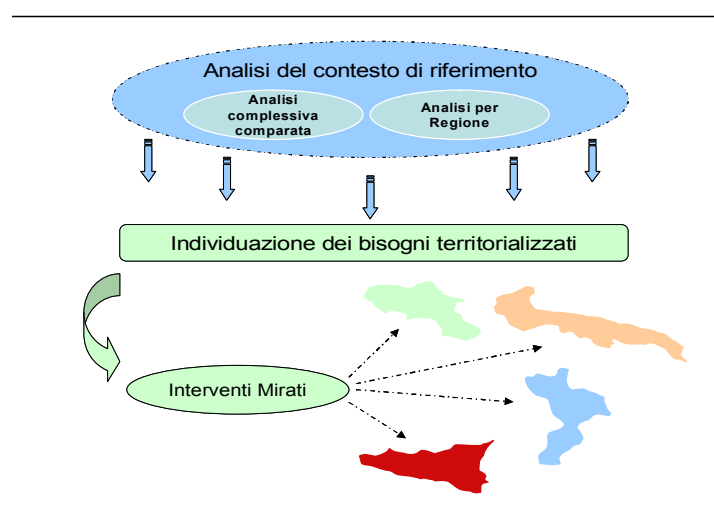 Analisi del contesto di riferimento
Analisi
complessiva
comparata
Analisi per
Regione
Individuazione dei bisogni territorializzati
Interventi Mirati